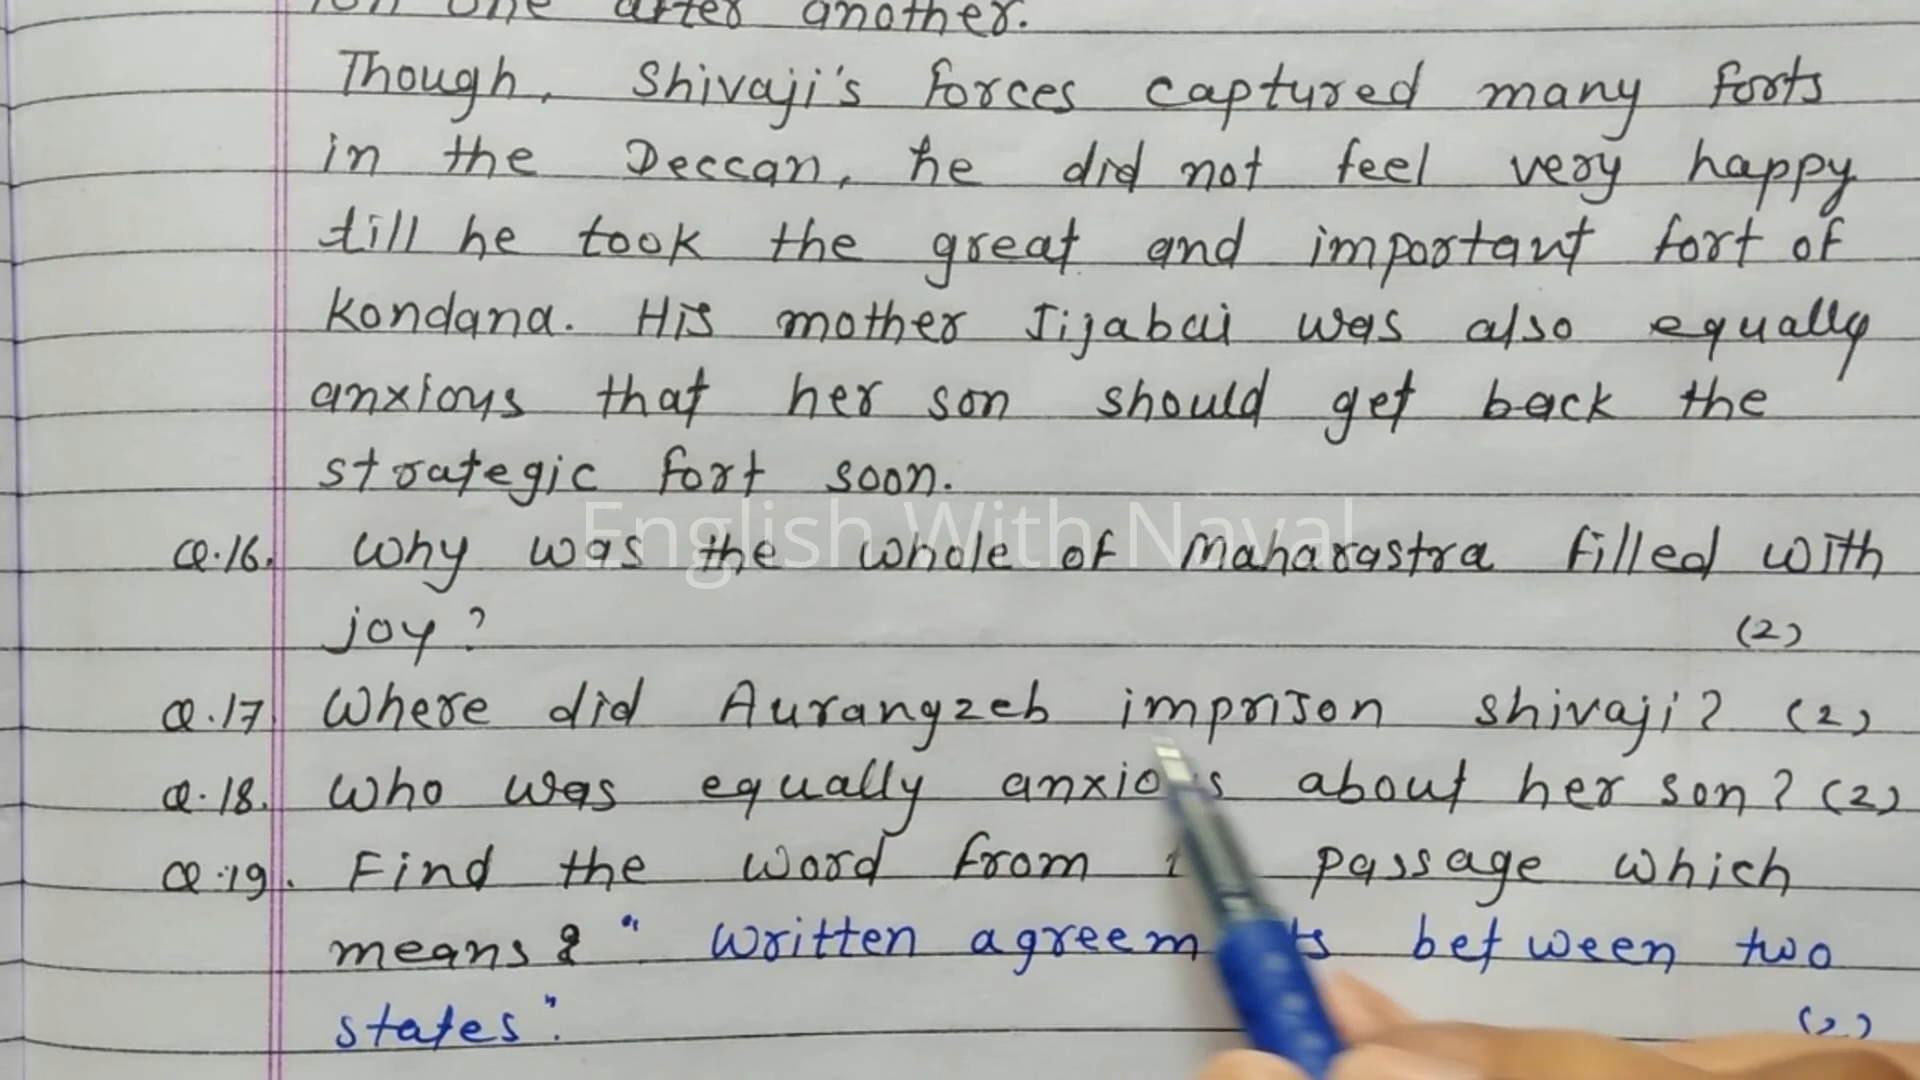 one after another.
Though, Shivaji's forces captured many forts
in the Deccan, he did not feel very happy
till he took the great and important fort of
Kondana. His mother Jijabai was also equally
anxious that her son should get back the
strategic fort soon.
English With Naval
Q.16. Why was the whole of Maharastra filled with
joy? (2)
Q.17 Where did Aurangzeb imprison Shivaji? (2)
Q.18. Who was equally anxious about her son? (2)
Q.19. Find the word from passage which
means : " written agreements between two
states". (2)